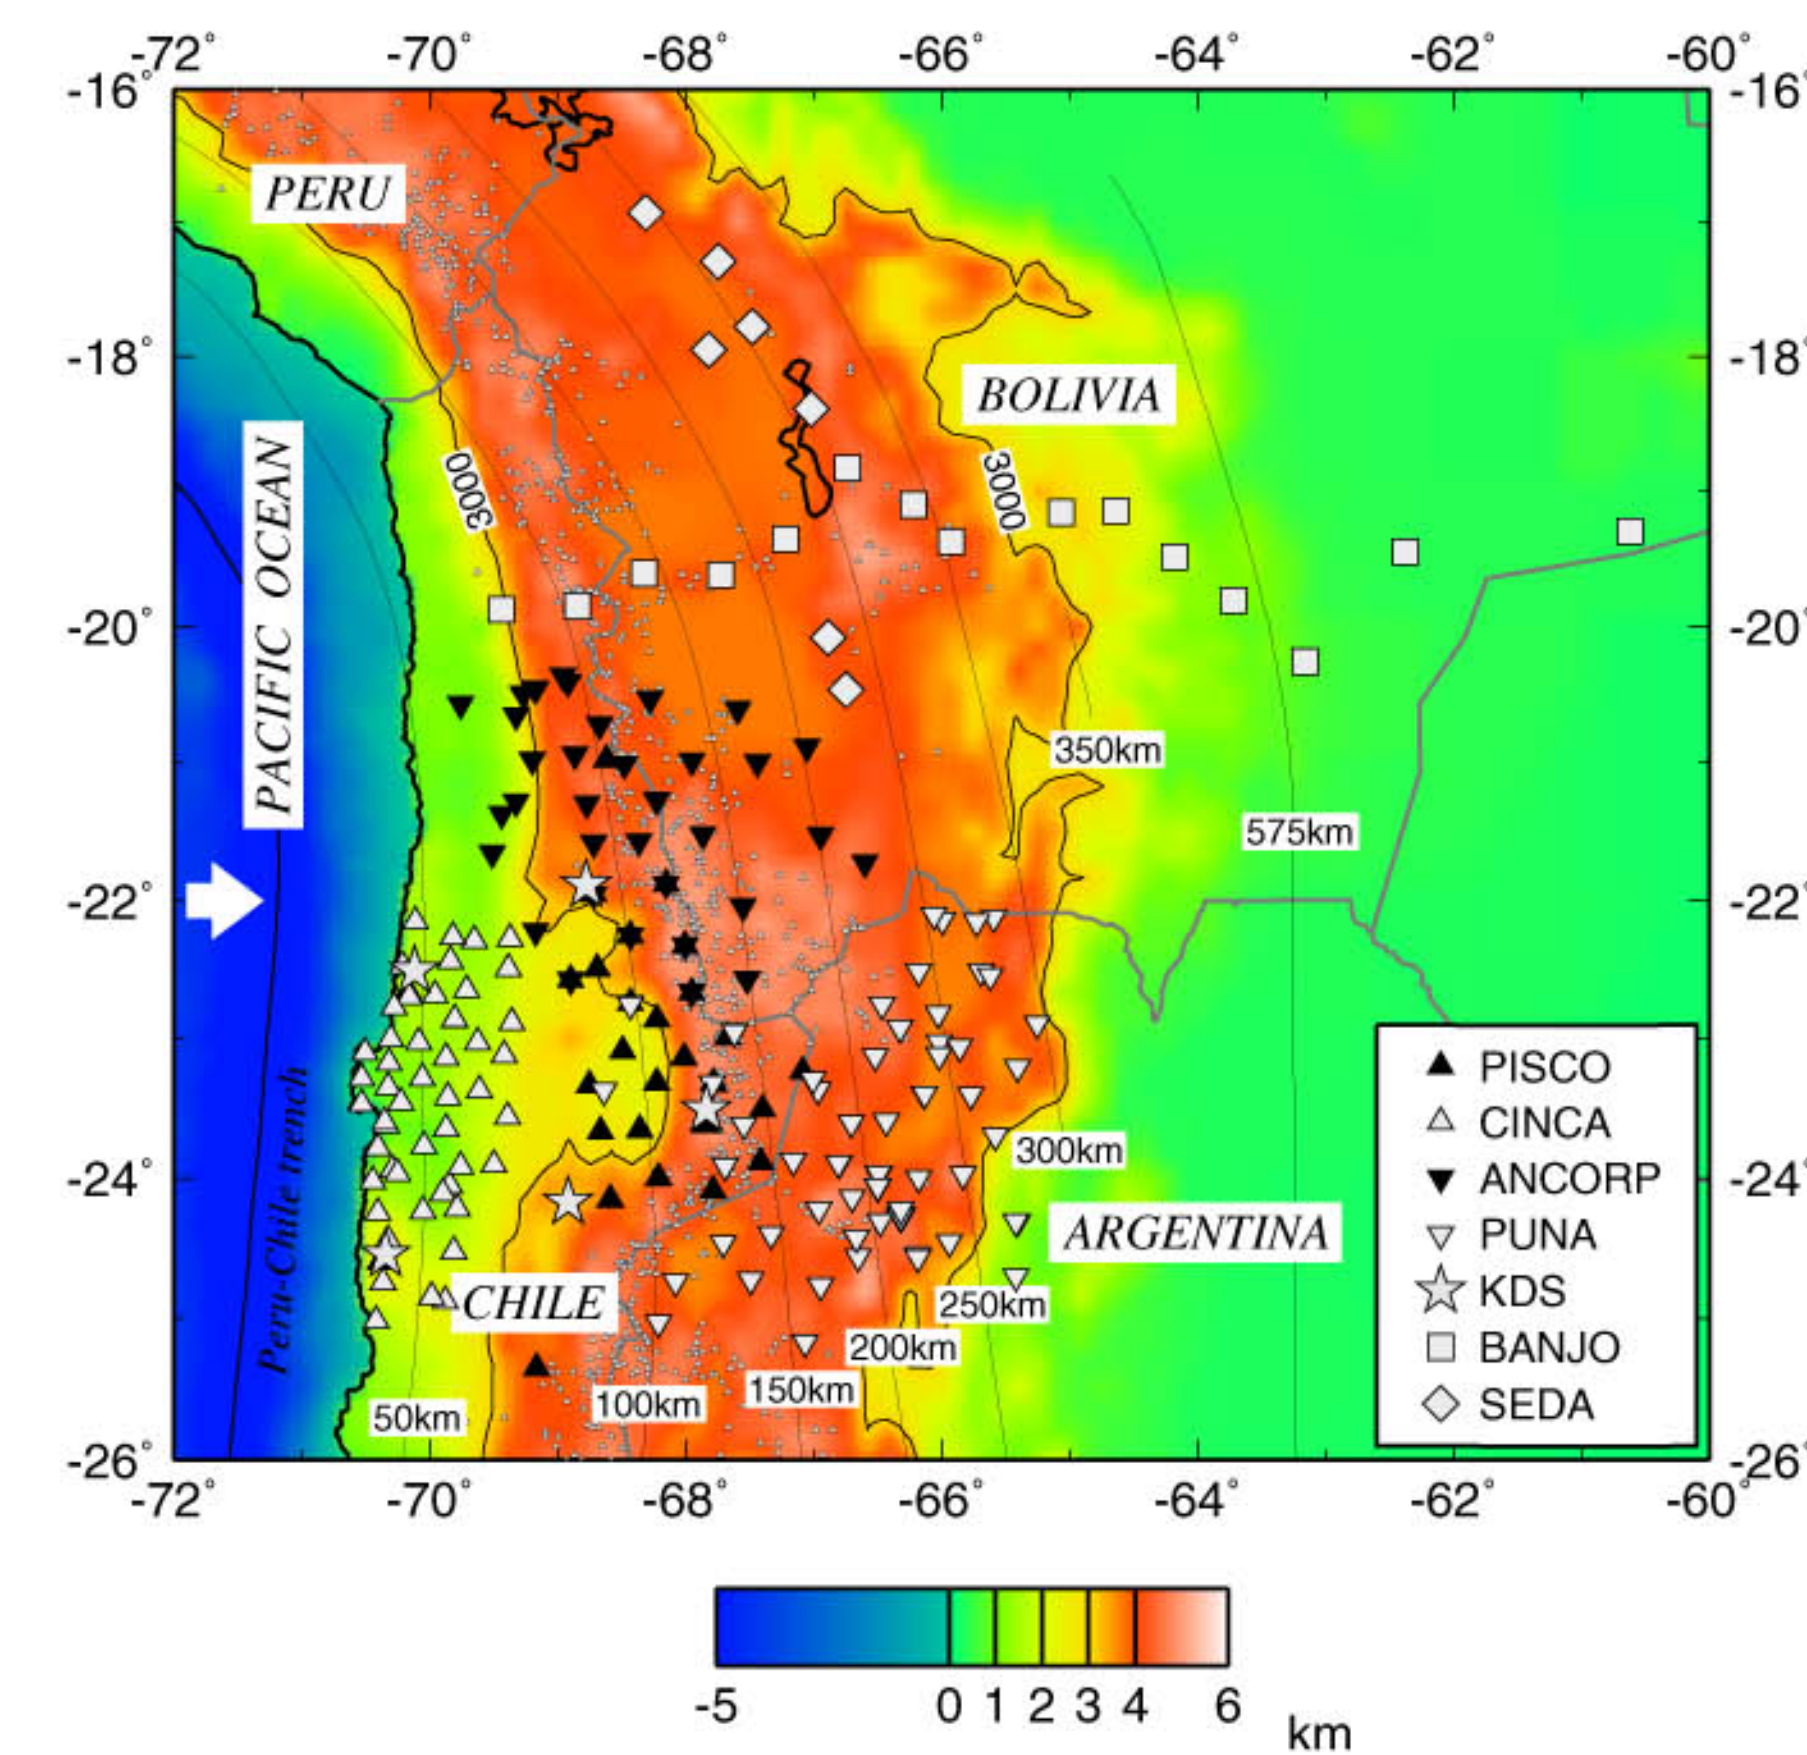 -72° -70° -68° -66° -64° -62° -60°
-16° -16°
PERU
-18° -18°
BOLIVIA
PACIFIC OCEAN
3000 3000
-20° -20°
350km
575km
-22° -22°
PISCO
CINCA
ANCORP
PUNA
KDS
BANJO
SEDA
Peru-Chile trench
300km
-24° -24°
ARGENTINA
CHILE
250km
200km
150km
100km
50km
-26° -26°
-72° -70° -68° -66° -64° -62° -60°
-5 0 1 2 3 4 6
km